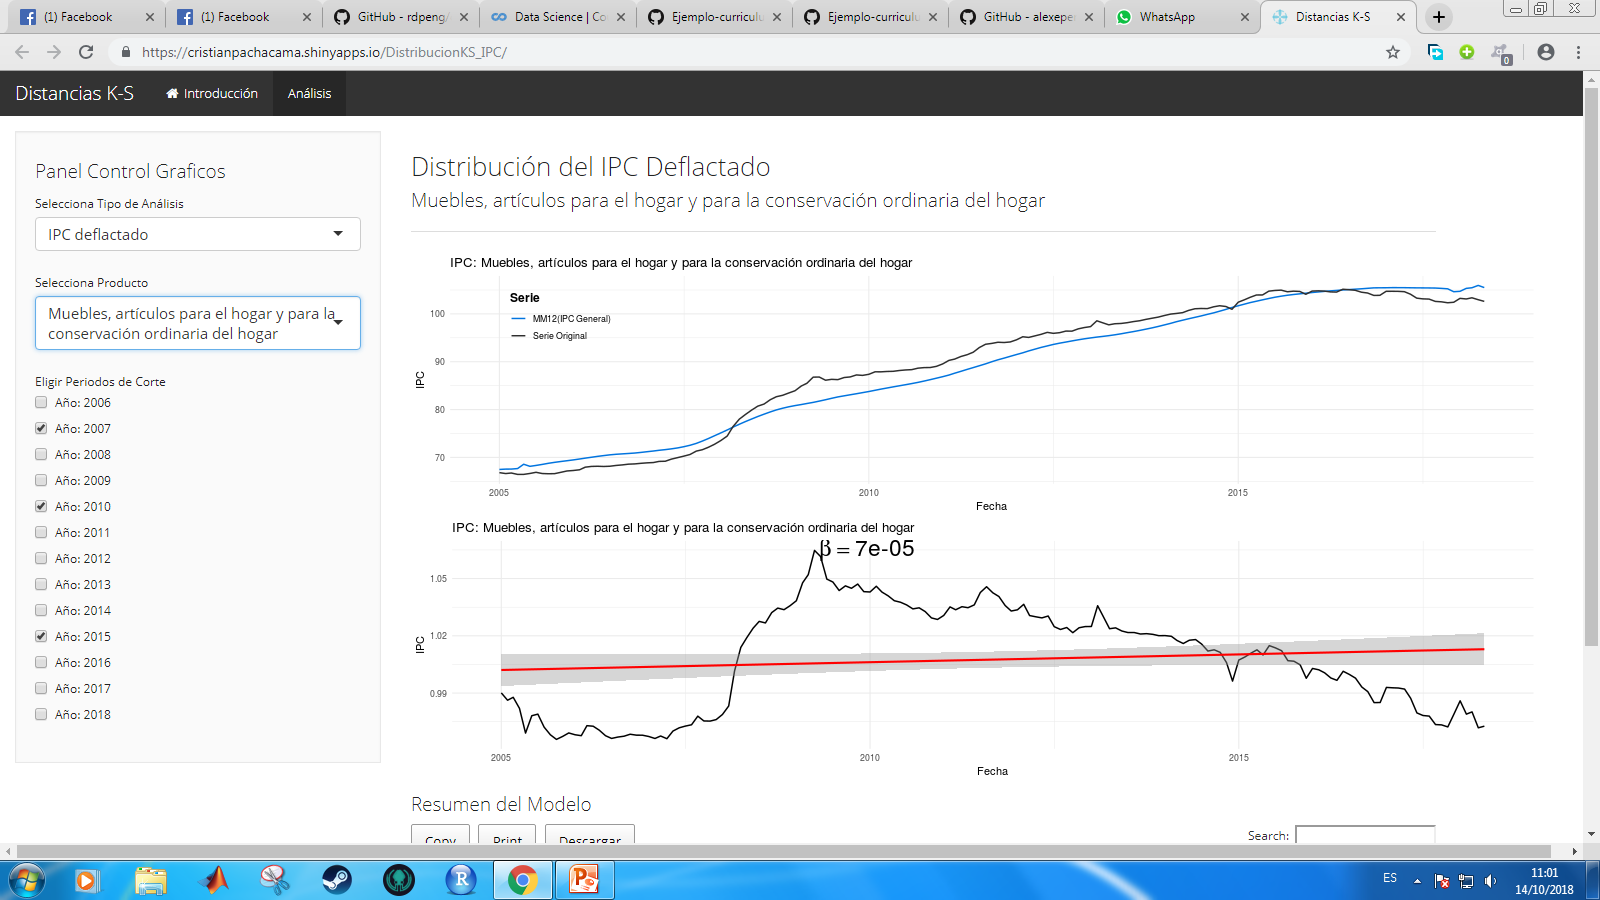 (1) Facebook
(1) Facebook
GitHub - rdpeng/
Data Science | Co
Ejemplo-curriculu
Ejemplo-curriculu
GitHub - alexepe
WhatsApp
Distancias K-S
https://cristianpachacama.shinyapps.io/DistribucionKS_IPC/
0
Distancias K-S
Introducción
Análisis
Panel Control Graficos
Selecciona Tipo de Análisis
IPC deflactado
Selecciona Producto
Muebles, artículos para el hogar y para la
conservación ordinaria del hogar
Eligir Periodos de Corte
Año: 2006
Año: 2007
Año: 2008
Año: 2009
Año: 2010
Año: 2011
Año: 2012
Año: 2013
Año: 2014
Año: 2015
Año: 2016
Año: 2017
Año: 2018
Distribución del IPC Deflactado
Muebles, artículos para el hogar y para la conservación ordinaria del hogar
IPC: Muebles, artículos para el hogar y para la conservación ordinaria del hogar
Serie
MM12(IPC General)
Serie Original
100
90
80
70
IPC
2005
2010
2015
Fecha
IPC: Muebles, artículos para el hogar y para la conservación ordinaria del hogar
β = 7e-05
1.05
1.02
0.99
IPC
2005
2010
2015
Fecha
Resumen del Modelo
Copy
Print
Descargar
Search:
ES
11:01
14/10/2018